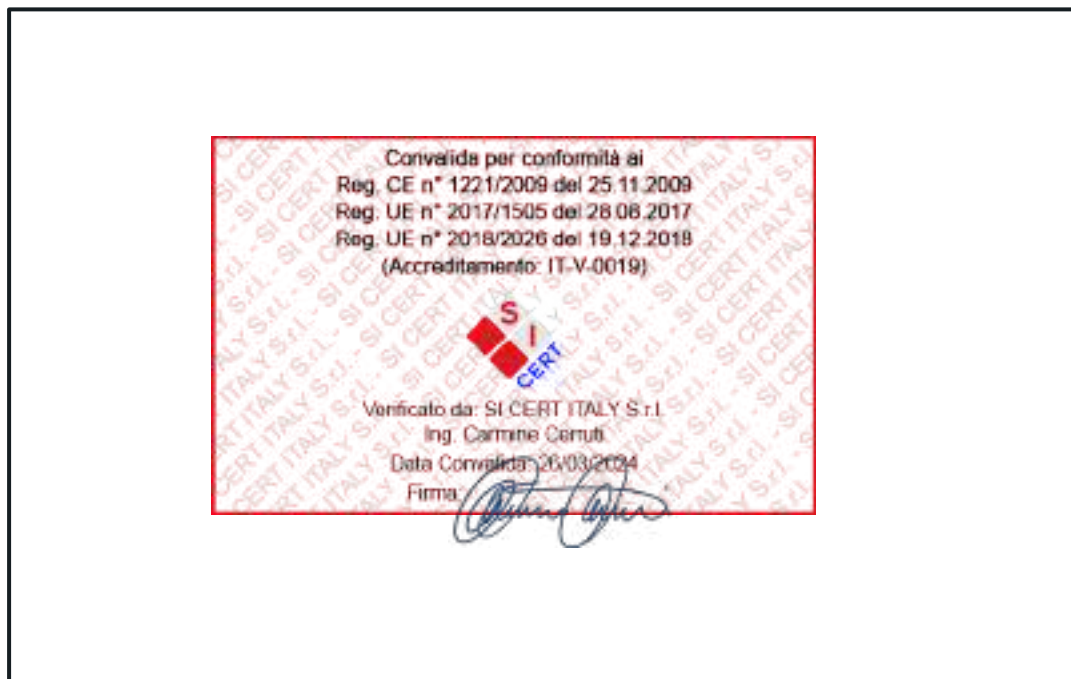 Convalida per conformità ai
Reg. CE n° 1221/2009 del 25.11.2009
Reg. UE n° 2017/1505 del 28.08.2017
Reg. UE n° 2018/2026 del 19.12.2018
(Accreditamento: IT-V-0019)
SI
CERT
Verificato da: SI CERT ITALY S.r.l.
Ing. Carmine Cerruti
Data Convalida: 26/03/2024
Firma: